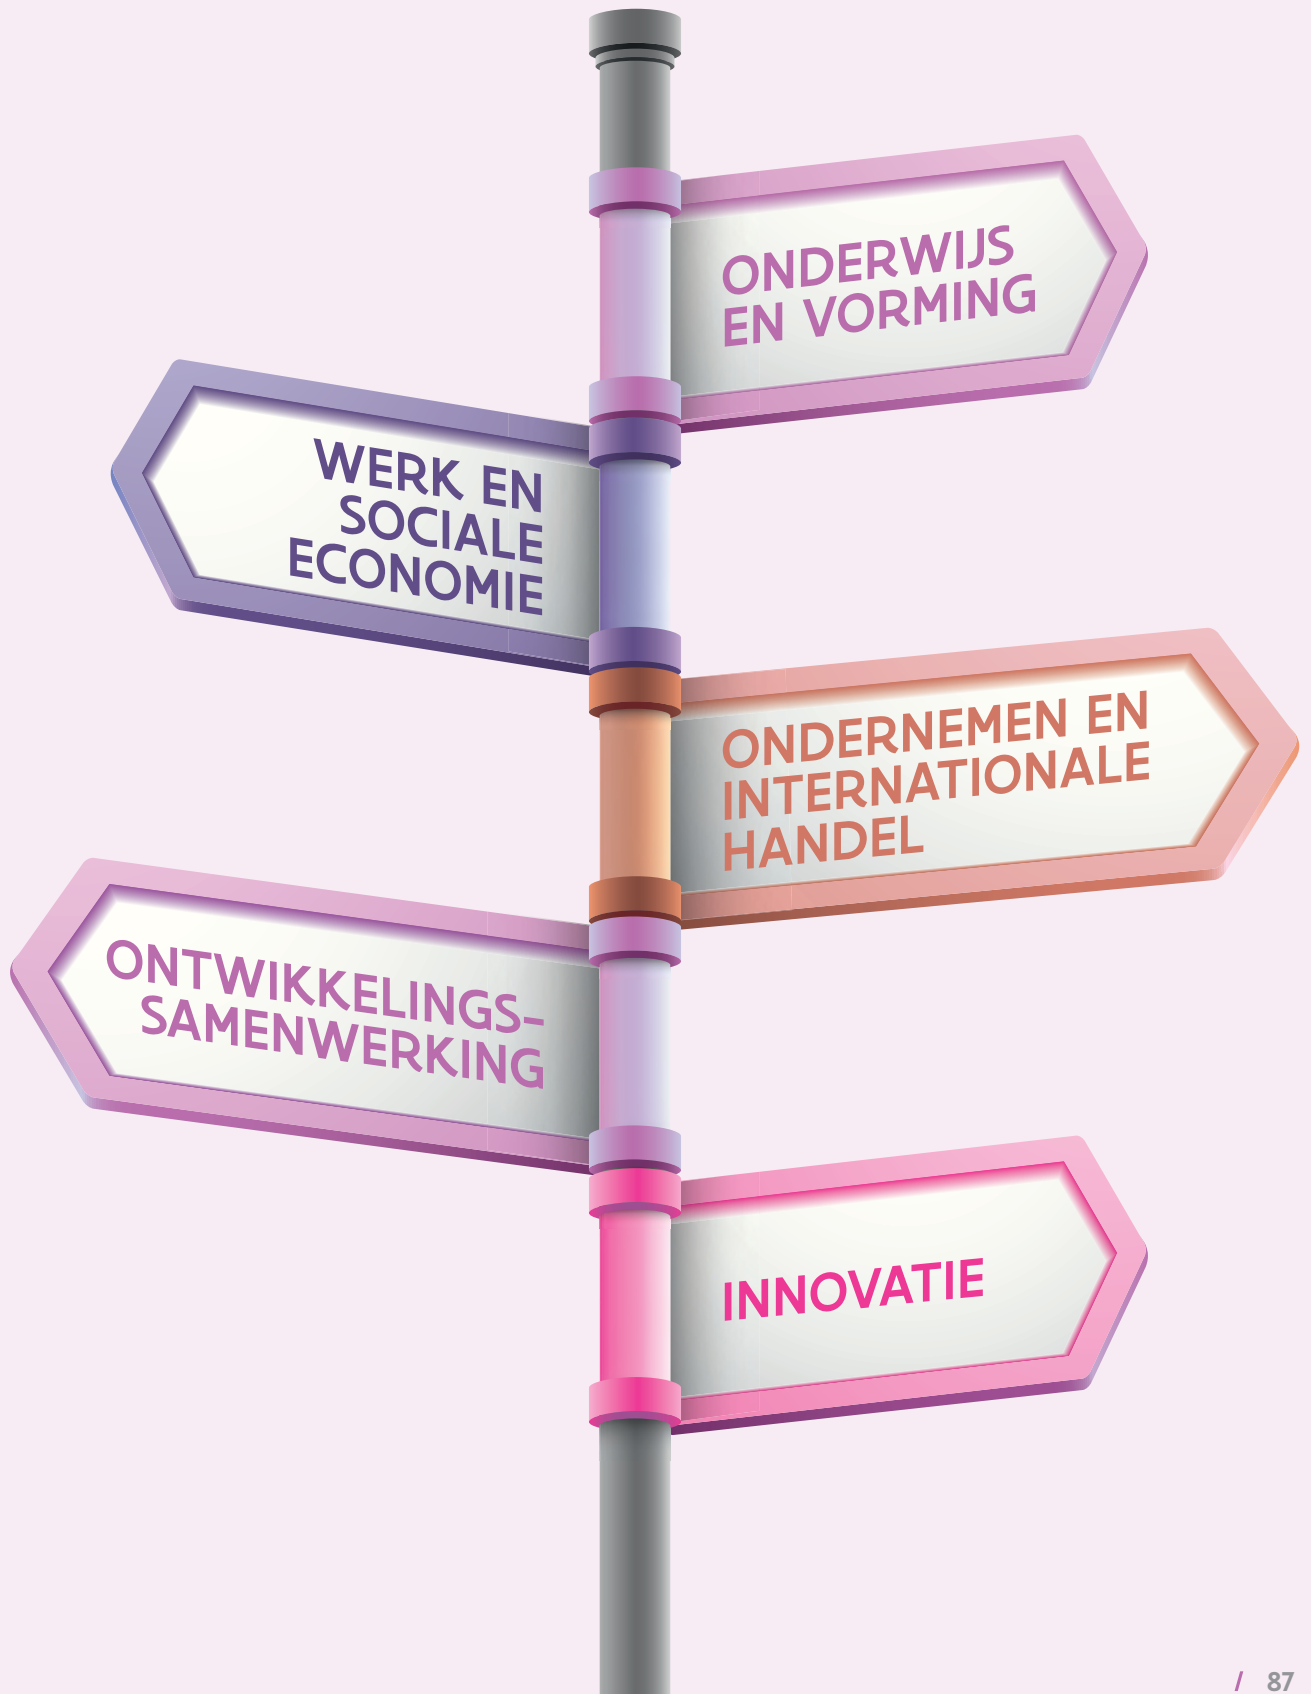 ONDERWIJS
EN VORMING
WERK EN
SOCIALE
ECONOMIE
ONDERNEMEN EN
INTERNATIONALE
HANDEL
ONTWIKKELINGS-
SAMENWERKING
INNOVATIE
/ 87